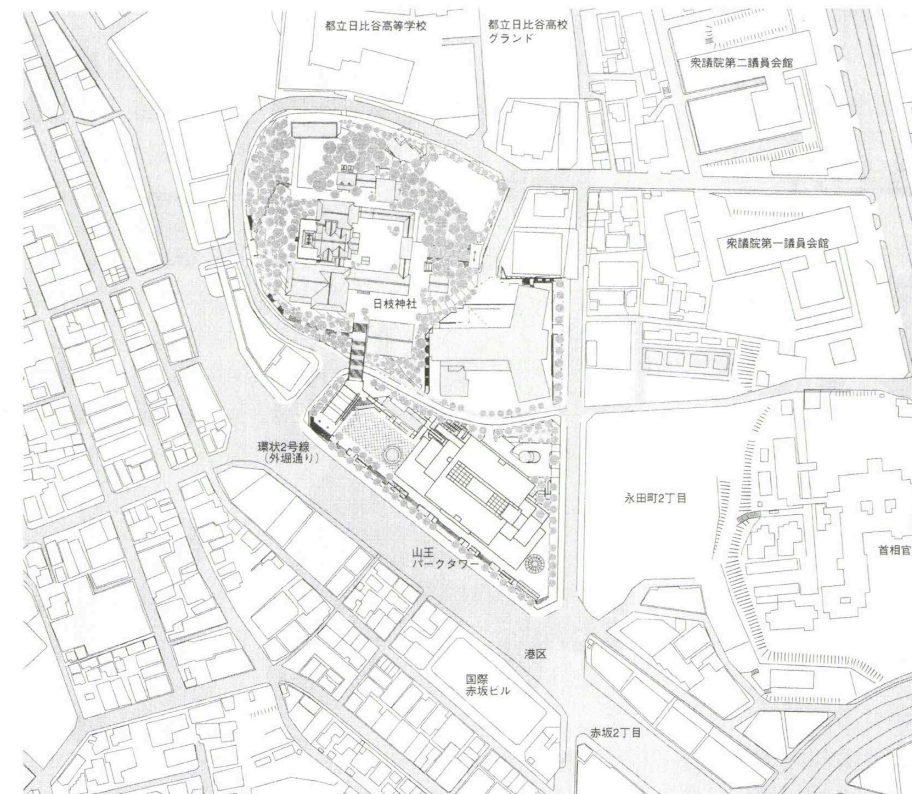 都立日比谷高等学校
都立日比谷高校
グランド
衆議院第二議員会館
衆議院第一議員会館
日枝神社
環状2号線
(外堀通り)
永田町2丁目
首相官
山王
パークタワー
港区
国際
赤坂ビル
赤坂2丁目